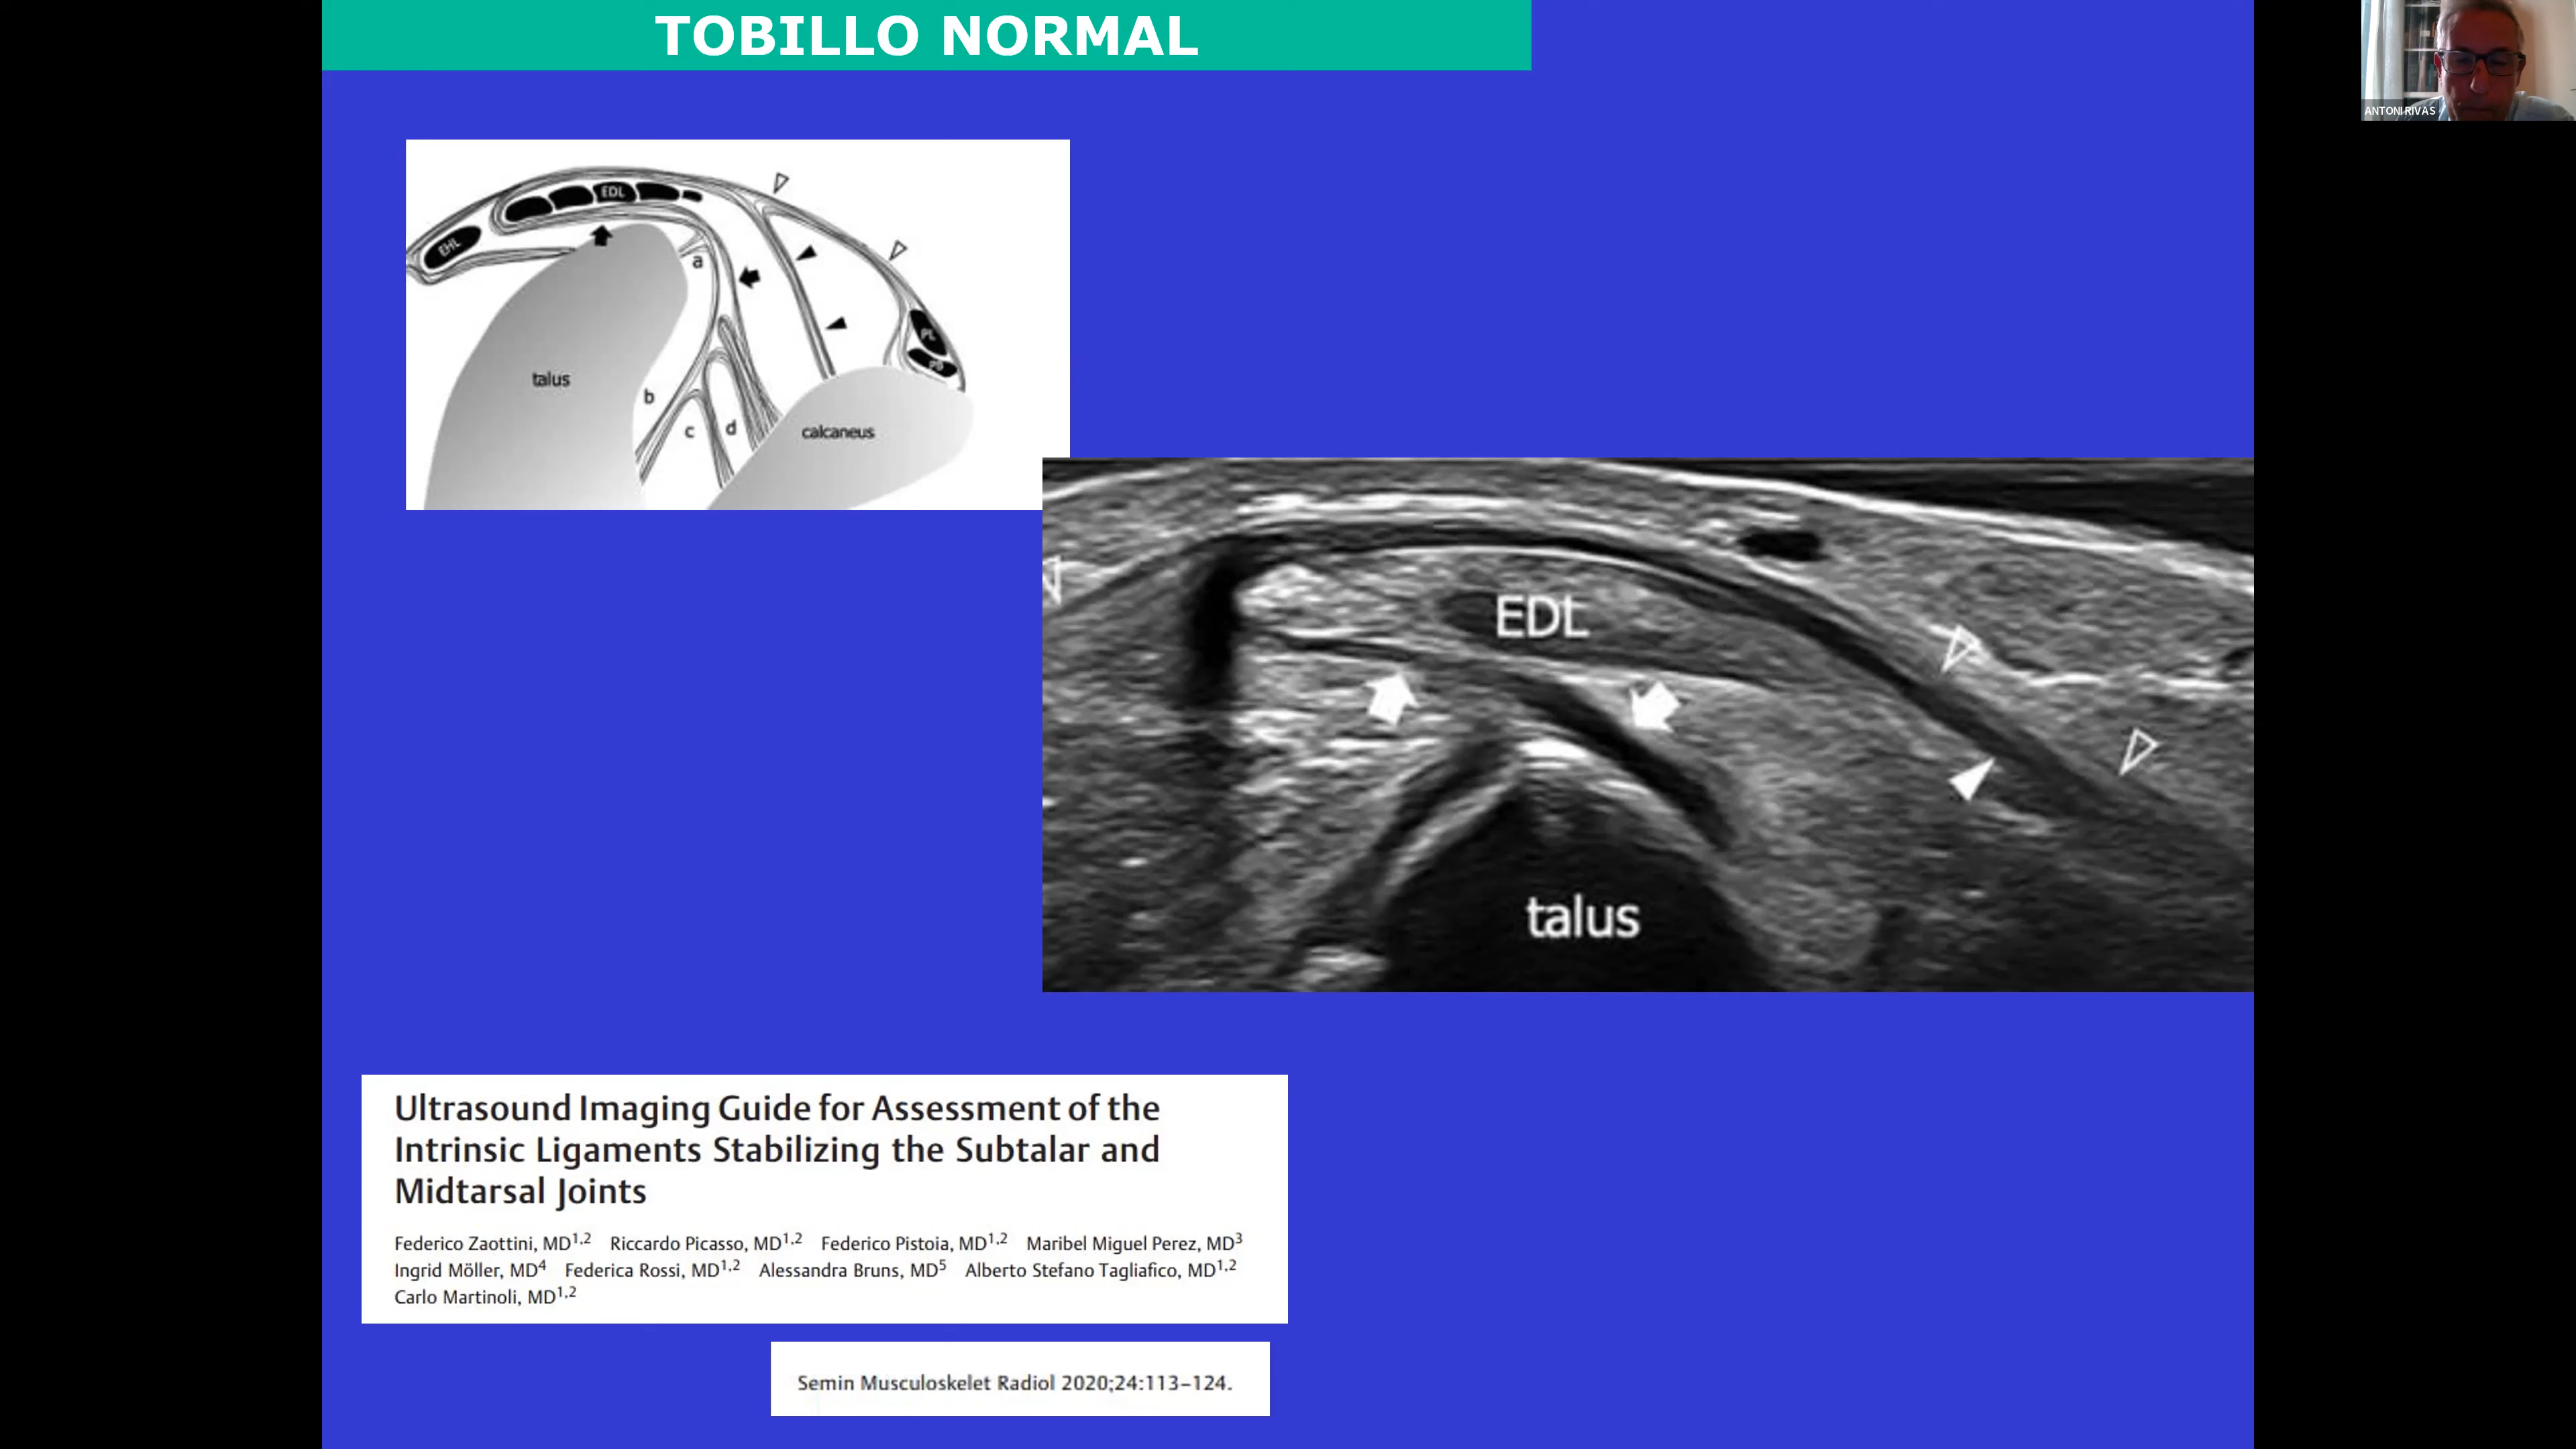 TOBILLO NORMAL
ANTONI RIVAS
EDL
EHL
a
PL
PB
talus
b
c
d
calcaneus
EDL
talus
Ultrasound Imaging Guide for Assessment of the
Intrinsic Ligaments Stabilizing the Subtalar and
Midtarsal Joints
Federico Zaottini, MD1,2 Riccardo Picasso, MD1,2 Federico Pistoia, MD1,2 Maribel Miguel Perez, MD3
Ingrid Möller, MD4 Federica Rossi, MD1,2 Alessandra Bruns, MD5 Alberto Stefano Tagliafico, MD1,2
Carlo Martinoli, MD1,2
Semin Musculoskelet Radiol 2020;24:113–124.